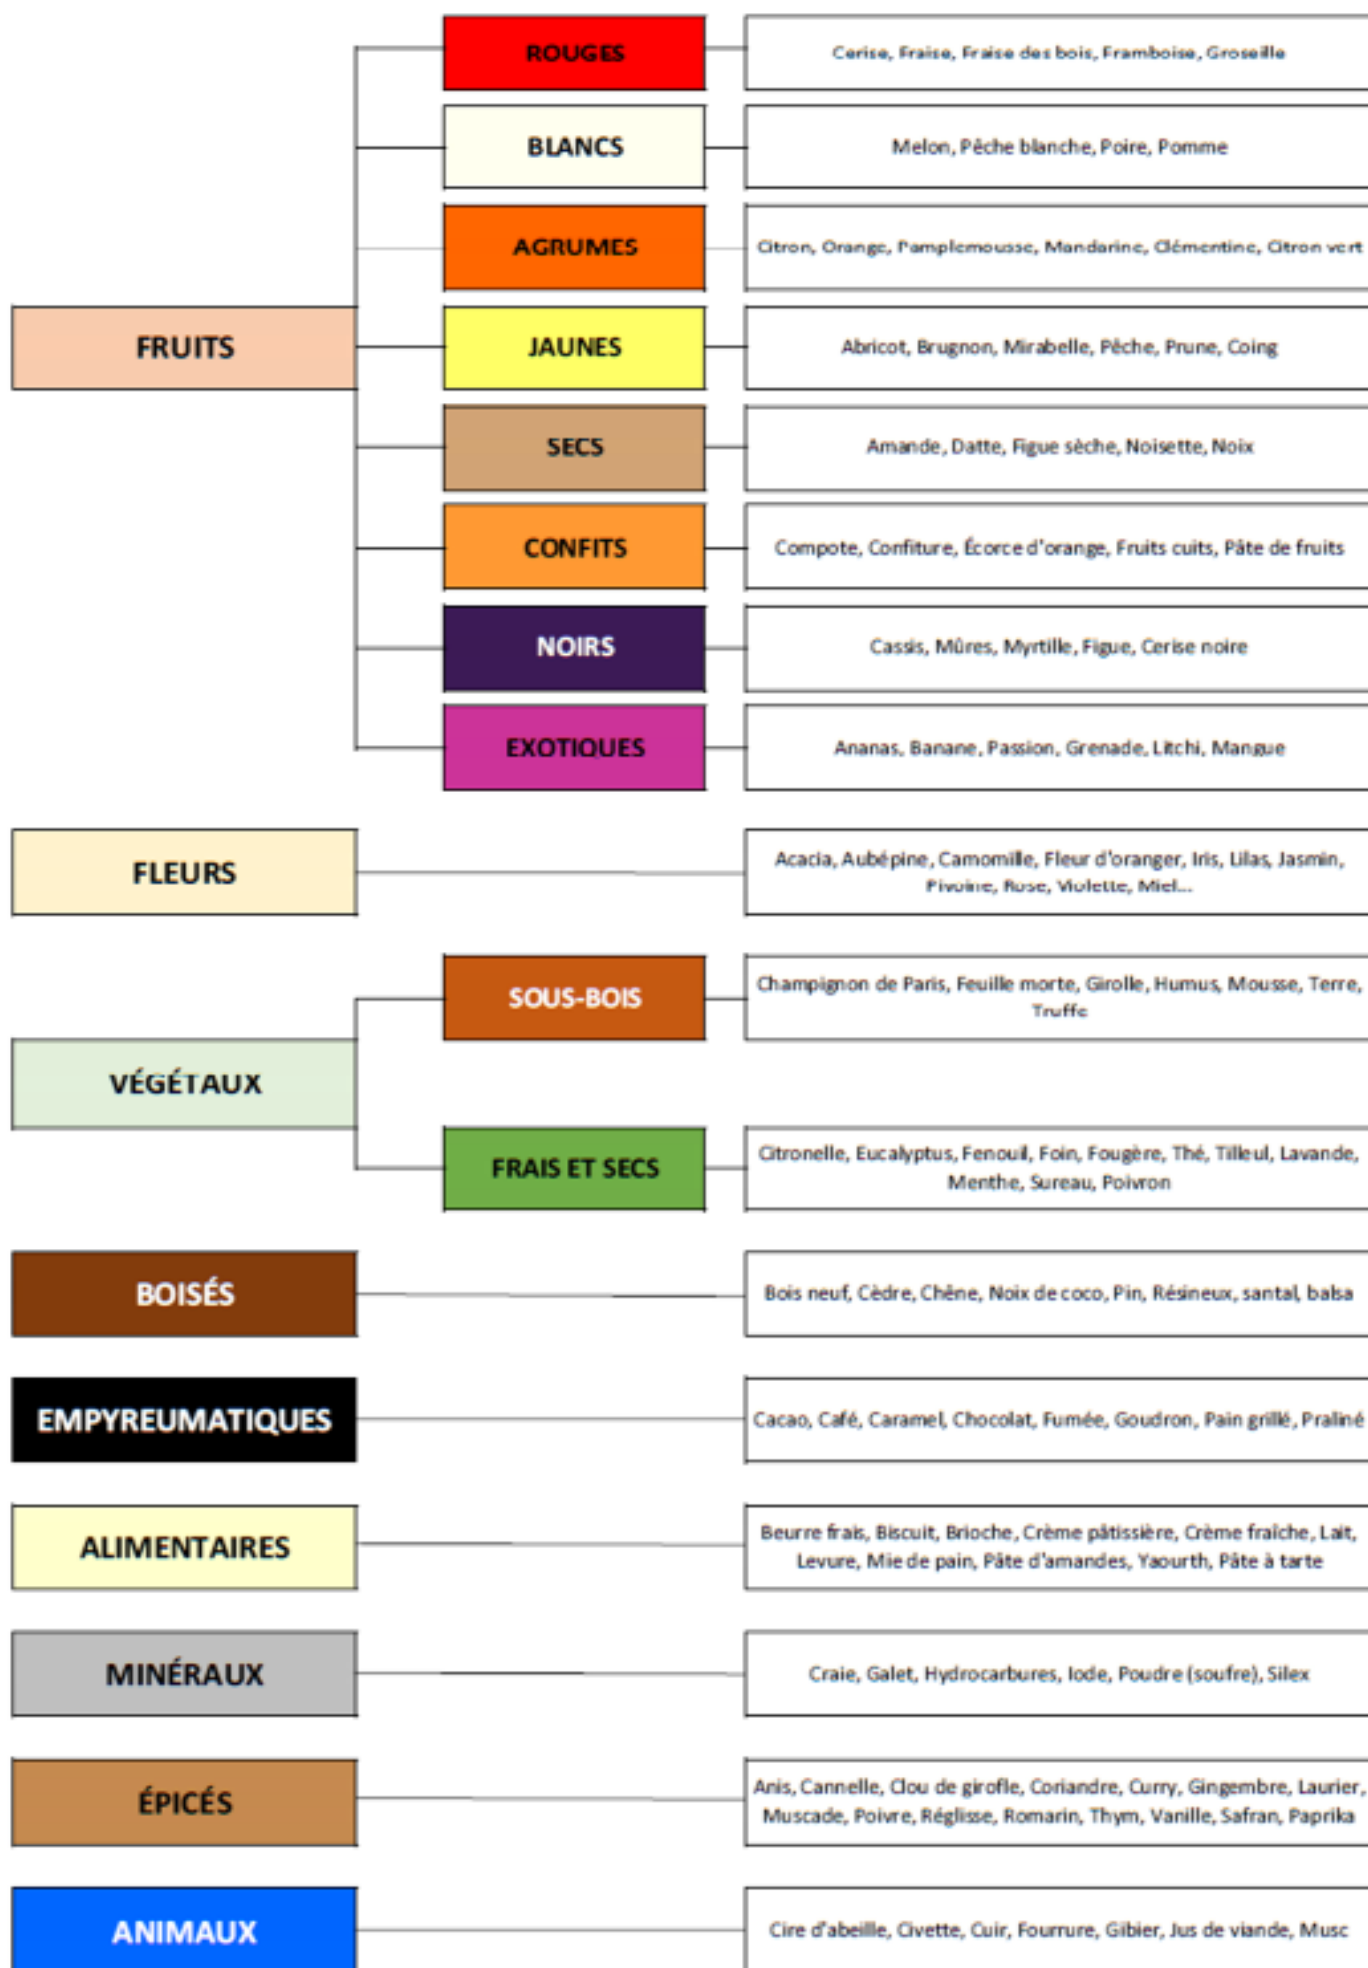 ROUGES
Cerise, Fraise, Fraise des bois, Framboise, Groseille
BLANCS
Melon, Pêche blanche, Poire, Pomme
AGRUMES
Citron, Orange, Pamplemousse, Mandarine, Clémentine, Citron vert
FRUITS
JAUNES
Abricot, Brugnon, Mirabelle, Pêche, Prune, Coing
SECS
Amande, Datte, Figue sèche, Noisette, Noix
CONFITS
Compote, Confiture, Écorce d'orange, Fruits cuits, Pâte de fruits
NOIRS
Cassis, Mûres, Myrtille, Figue, Cerise noire
EXOTIQUES
Ananas, Banane, Passion, Grenade, Litchi, Mangue
FLEURS
Acacia, Aubépine, Camomille, Fleur d'oranger, Iris, Lilas, Jasmin,
Pivoine, Rose, Violette, Miel...
SOUS-BOIS
Champignon de Paris, Feuille morte, Girolle, Humus, Mousse, Terre,
Truffe
VÉGÉTAUX
FRAIS ET SECS
Citronelle, Eucalyptus, Fenouil, Foin, Fougère, Thé, Tilleul, Lavande,
Menthe, Sureau, Poivron
BOISÉS
Bois neuf, Cèdre, Chêne, Noix de coco, Pin, Résineux, santal, balsa
EMPYREUMATIQUES
Cacao, Café, Caramel, Chocolat, Fumée, Goudron, Pain grillé, Praliné
ALIMENTAIRES
Beurre frais, Biscuit, Brioche, Crème pâtissière, Crème fraîche, Lait,
Levure, Mie de pain, Pâte d'amandes, Yaourth, Pâte à tarte
MINÉRAUX
Craie, Galet, Hydrocarbures, Iode, Poudre (soufre), Silex
ÉPICÉS
Anis, Cannelle, Clou de girofle, Coriandre, Curry, Gingembre, Laurier,
Muscade, Poivre, Réglisse, Romarin, Thym, Vanille, Safran, Paprika
ANIMAUX
Cire d'abeille, Civette, Cuir, Fourrure, Gibier, Jus de viande, Musc